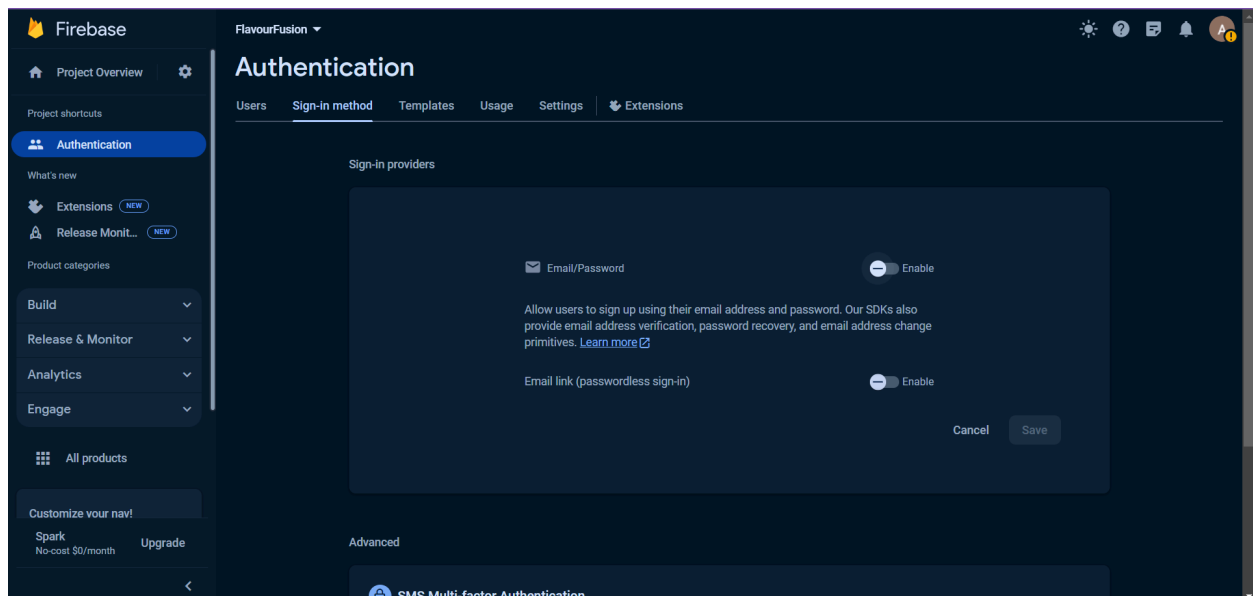 Firebase
Project Overview
Project shortcuts
Authentication
What's new
Extensions NEW
Release Monit... NEW
Product categories
Build
Release & Monitor
Analytics
Engage
All products
Customize your nav!
Spark
No-cost $0/month
Upgrade
FlavourFusion
A
Authentication
Users Sign-in method Templates Usage Settings Extensions
Sign-in providers
Email/Password Enable
Allow users to sign up using their email address and password. Our SDKs also
provide email address verification, password recovery, and email address change
primitives. Learn more
Email link (passwordless sign-in) Enable
Cancel Save
Advanced
SMS Multi-factor Authentication